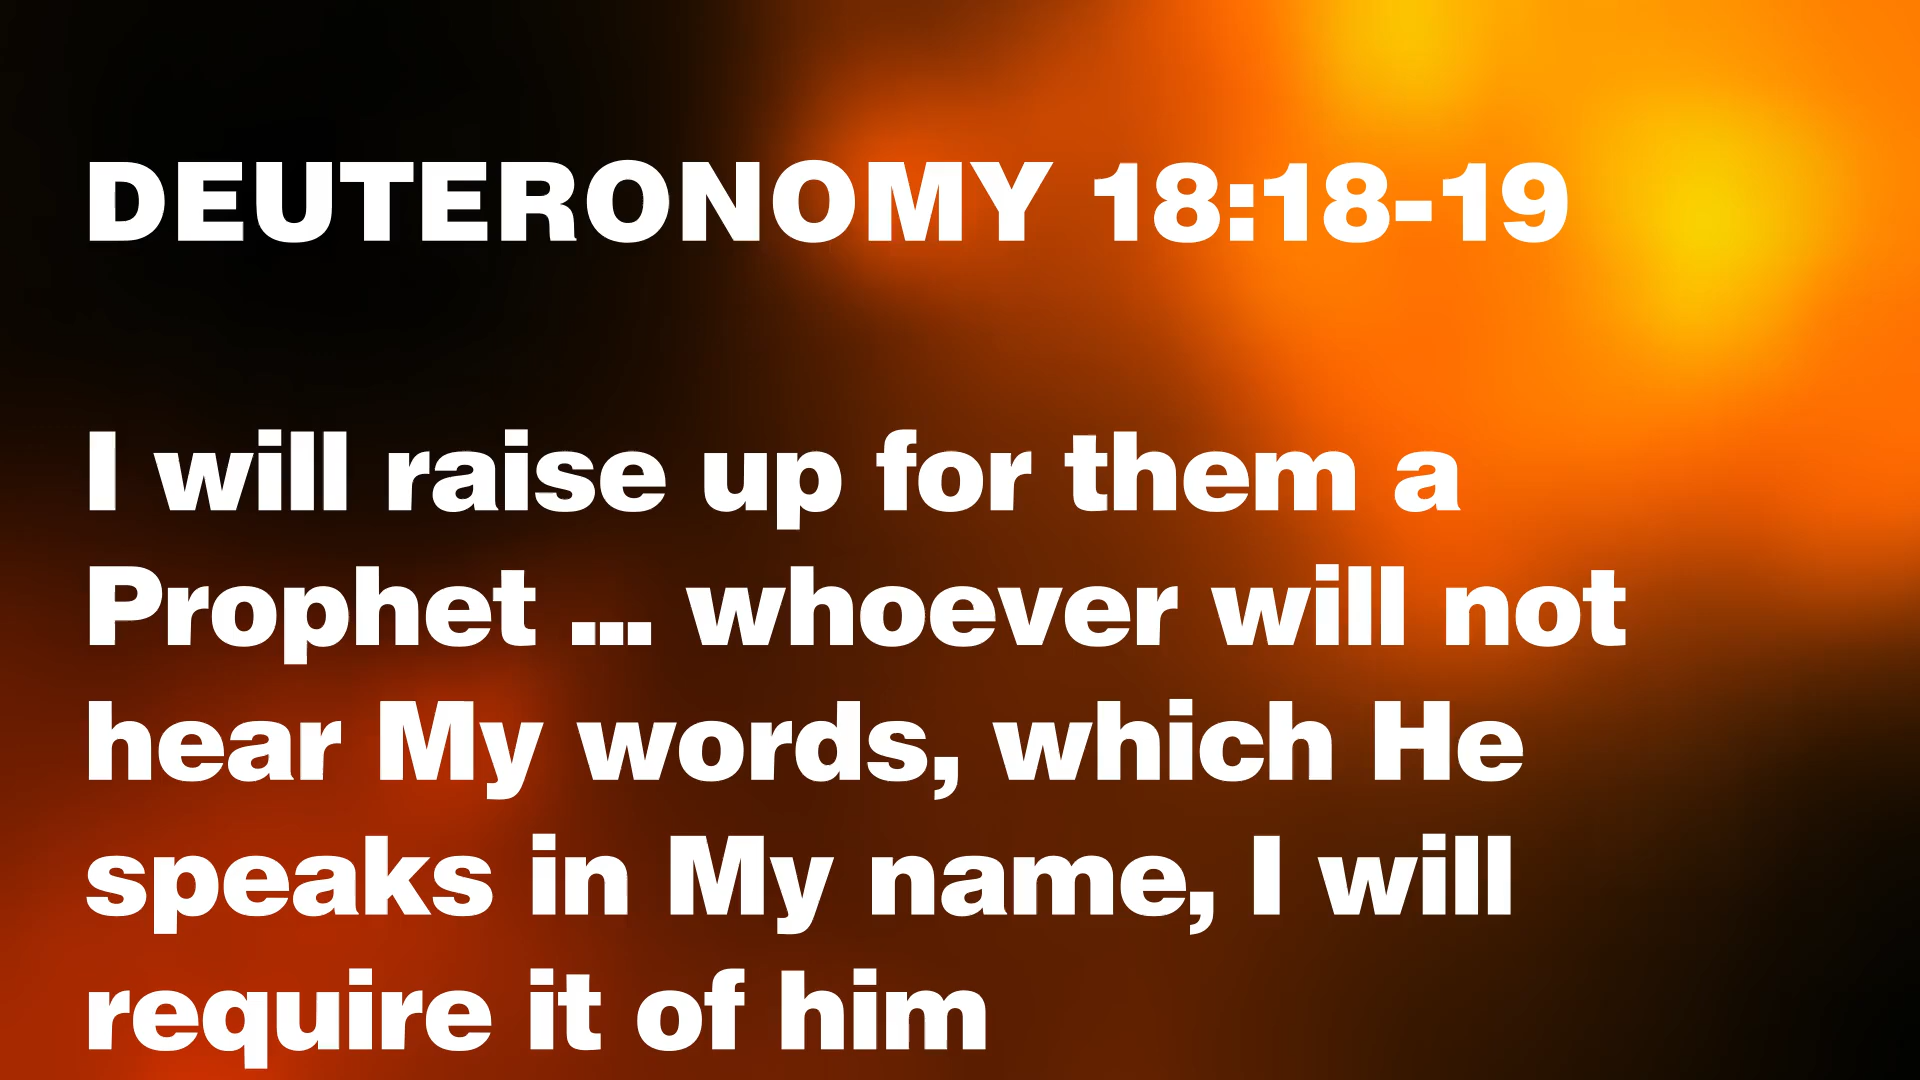 DEUTERONOMY 18:18-19
I will raise up for them a
Prophet ... whoever will not
hear My words, which He
speaks in My name, I will
require it of him